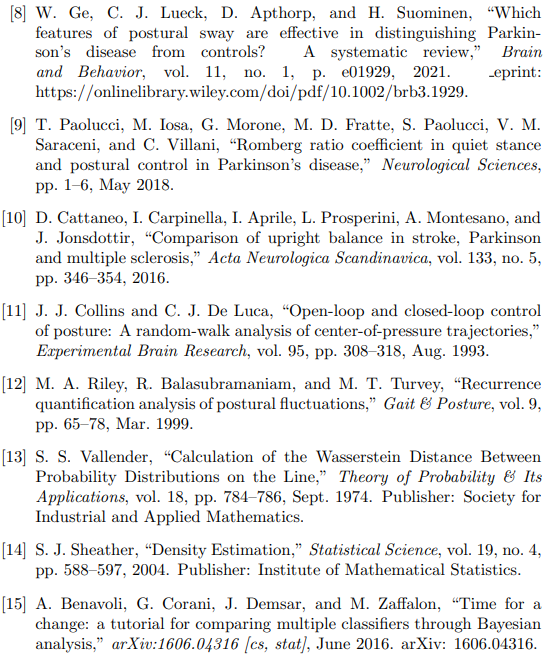 [8] W. Ge, C. J. Lueck, D. Apthorp, and H. Suominen, “Which
features of postural sway are effective in distinguishing Parkin-
son’s disease from controls? A systematic review,” Brain
and Behavior, vol. 11, no. 1, p. e01929, 2021. _eprint:
https://onlinelibrary.wiley.com/doi/pdf/10.1002/brb3.1929.
[9] T. Paolucci, M. Iosa, G. Morone, M. D. Fratte, S. Paolucci, V. M.
Saraceni, and C. Villani, “Romberg ratio coefficient in quiet stance
and postural control in Parkinson’s disease,” Neurological Sciences,
pp. 1–6, May 2018.
[10] D. Cattaneo, I. Carpinella, I. Aprile, L. Prosperini, A. Montesano, and
J. Jonsdottir, “Comparison of upright balance in stroke, Parkinson
and multiple sclerosis,” Acta Neurologica Scandinavica, vol. 133, no. 5,
pp. 346–354, 2016.
[11] J. J. Collins and C. J. De Luca, “Open-loop and closed-loop control
of posture: A random-walk analysis of center-of-pressure trajectories,”
Experimental Brain Research, vol. 95, pp. 308–318, Aug. 1993.
[12] M. A. Riley, R. Balasubramaniam, and M. T. Turvey, “Recurrence
quantification analysis of postural fluctuations,” Gait & Posture, vol. 9,
pp. 65–78, Mar. 1999.
[13] S. S. Vallender, “Calculation of the Wasserstein Distance Between
Probability Distributions on the Line,” Theory of Probability & Its
Applications, vol. 18, pp. 784–786, Sept. 1974. Publisher: Society for
Industrial and Applied Mathematics.
[14] S. J. Sheather, “Density Estimation,” Statistical Science, vol. 19, no. 4,
pp. 588–597, 2004. Publisher: Institute of Mathematical Statistics.
[15] A. Benavoli, G. Corani, J. Demsar, and M. Zaffalon, “Time for a
change: a tutorial for comparing multiple classifiers through Bayesian
analysis,” arXiv:1606.04316 [cs, stat], June 2016. arXiv: 1606.04316.